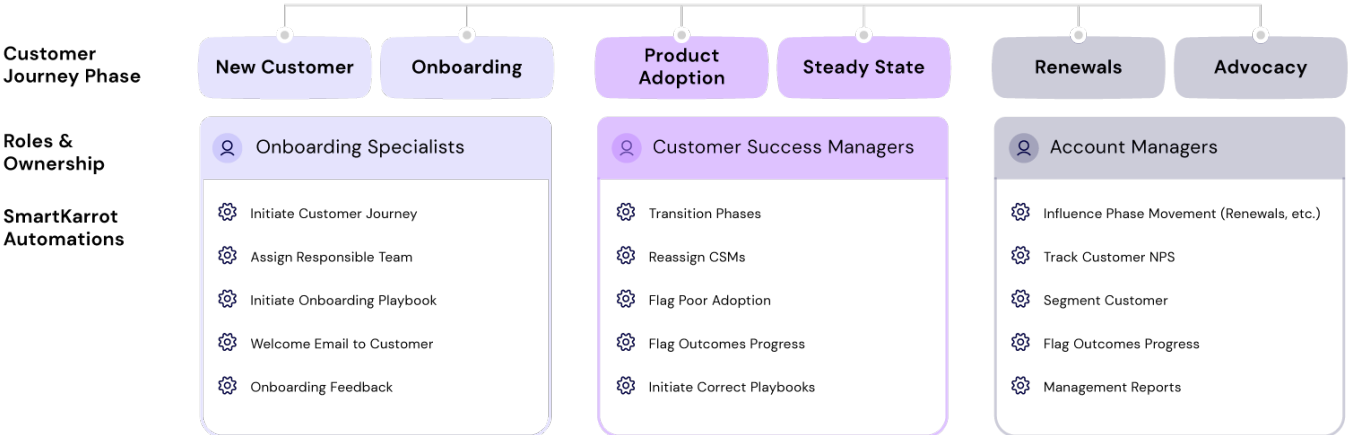 Customer
Journey Phase
New Customer
Onboarding
Product
Adoption
Steady State
Renewals
Advocacy
Roles &
Ownership
Onboarding Specialists
Customer Success Managers
Account Managers
SmartKarrot
Automations
Initiate Customer Journey
Assign Responsible Team
Initiate Onboarding Playbook
Welcome Email to Customer
Onboarding Feedback
Transition Phases
Reassign CSMs
Flag Poor Adoption
Flag Outcomes Progress
Initiate Correct Playbooks
Influence Phase Movement (Renewals, etc.)
Track Customer NPS
Segment Customer
Flag Outcomes Progress
Management Reports